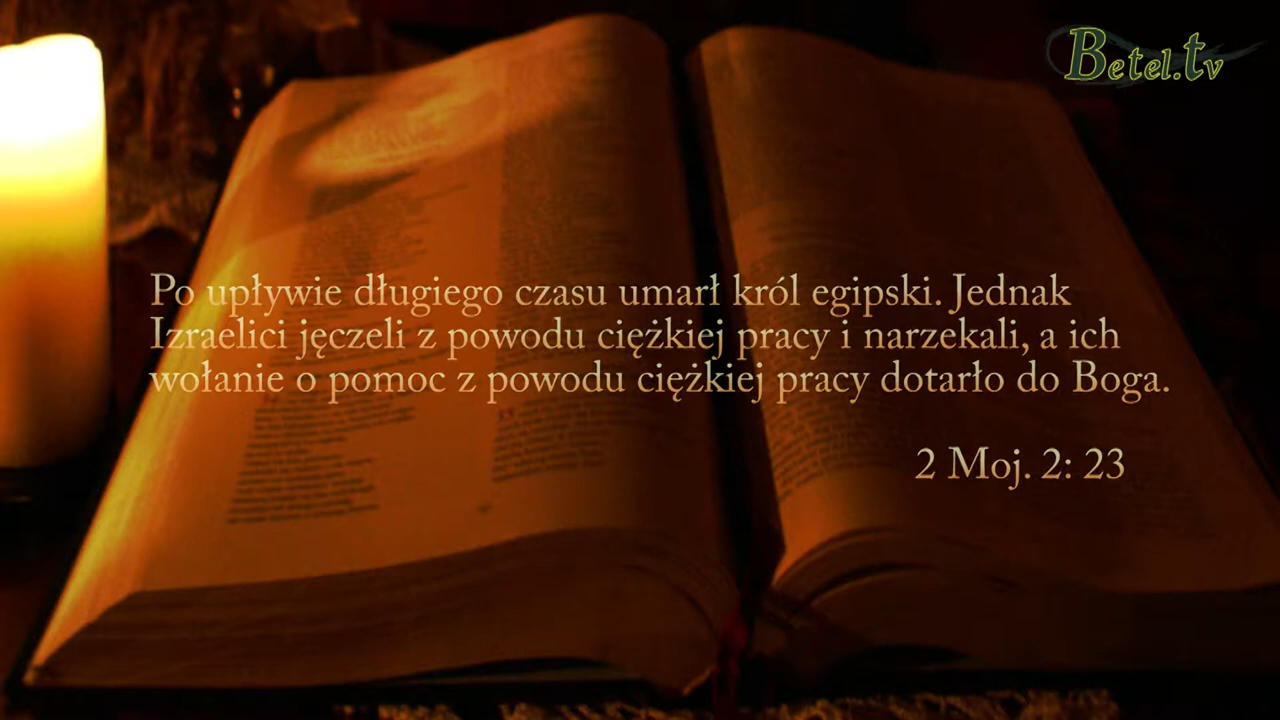 Betel.tv
Po upływie długiego czasu umarł król egipski. Jednak
Izraelici jęczeli z powodu ciężkiej pracy i narzekali, a ich
wołanie o pomoc z powodu ciężkiej pracy dotarło do Boga.
2 Moj. 2: 23